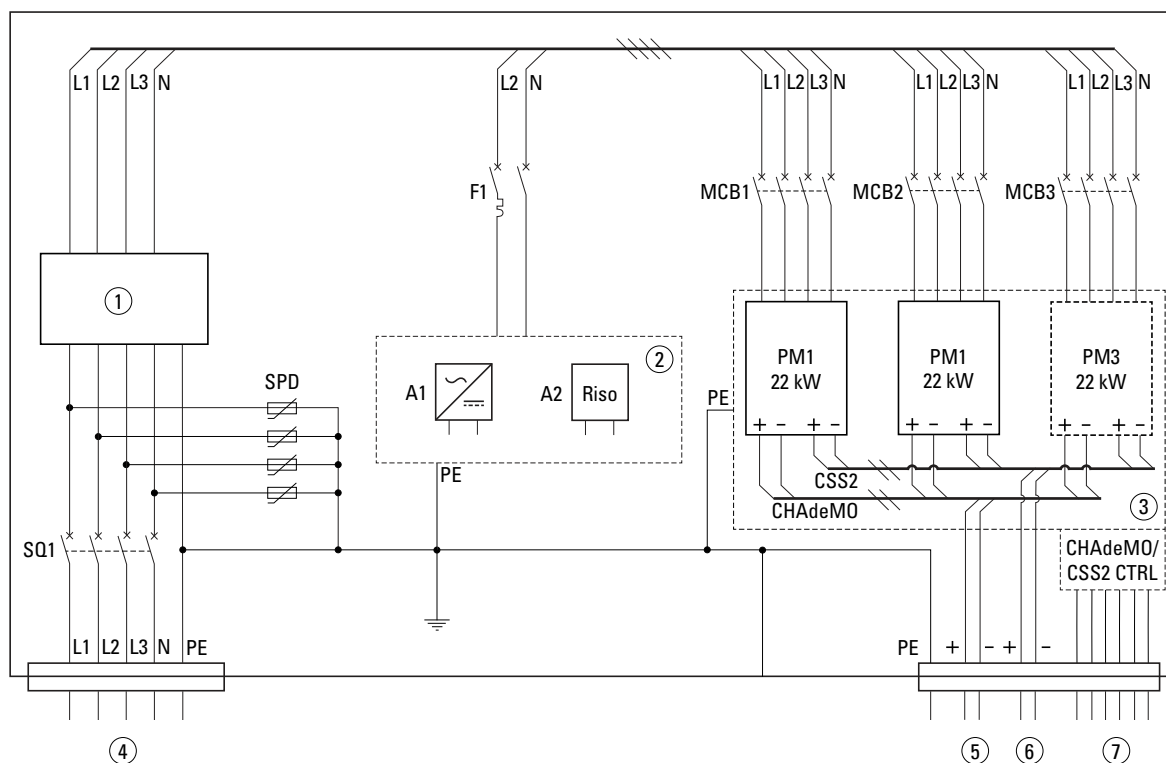 L1 L2 L3 N
L2 N
L1 L2 L3 N
L1 L2 L3 N
L1 L2 L3 N
F1
MCB1
MCB2
MCB3
1
SPD
2
A1
A2
Riso
PE
PM1
22 kW
+ − + −
PM1
22 kW
+ − + −
PM3
22 kW
+ − + −
PE
CSS2
CHAdeMO
3
SQ1
CHAdeMO/
CSS2 CTRL
L1 L2 L3 N PE
PE + − + −
4
5
6
7